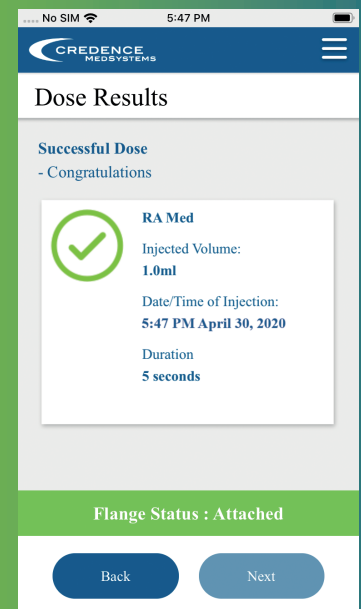 No SIM 5:47 PM
CREDENCE
MEDSYSTEMS
Dose Results
Successful Dose
- Congratulations
RA Med
Injected Volume:
1.0ml
Date/Time of Injection:
5:47 PM April 30, 2020
Duration
5 seconds
Flange Status : Attached
Back Next